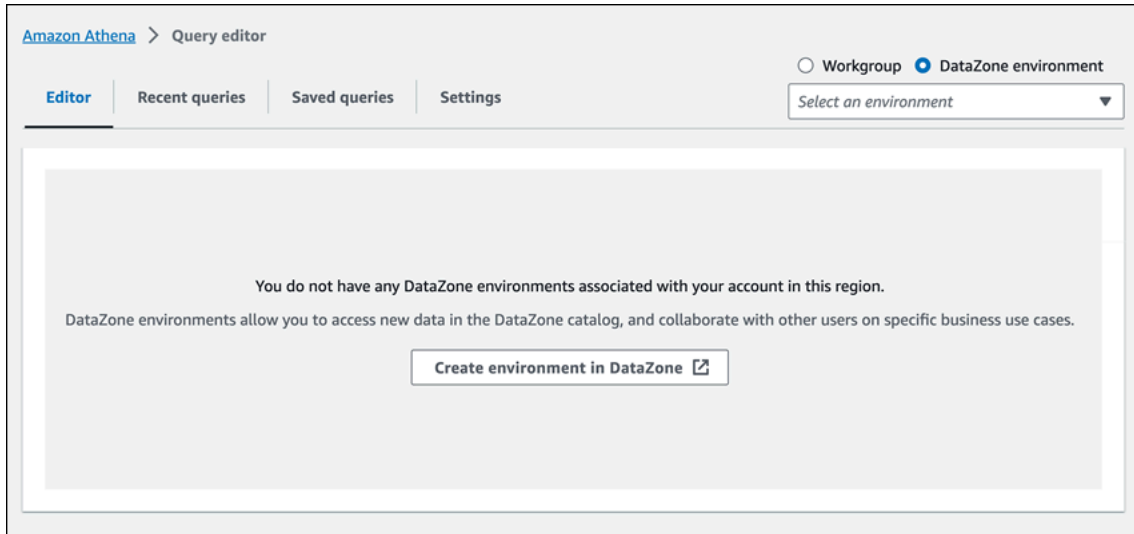 Amazon Athena > Query editor
Workgroup DataZone environment
Editor Recent queries Saved queries Settings
Select an environment
You do not have any DataZone environments associated with your account in this region.
DataZone environments allow you to access new data in the DataZone catalog, and collaborate with other users on specific business use cases.
Create environment in DataZone